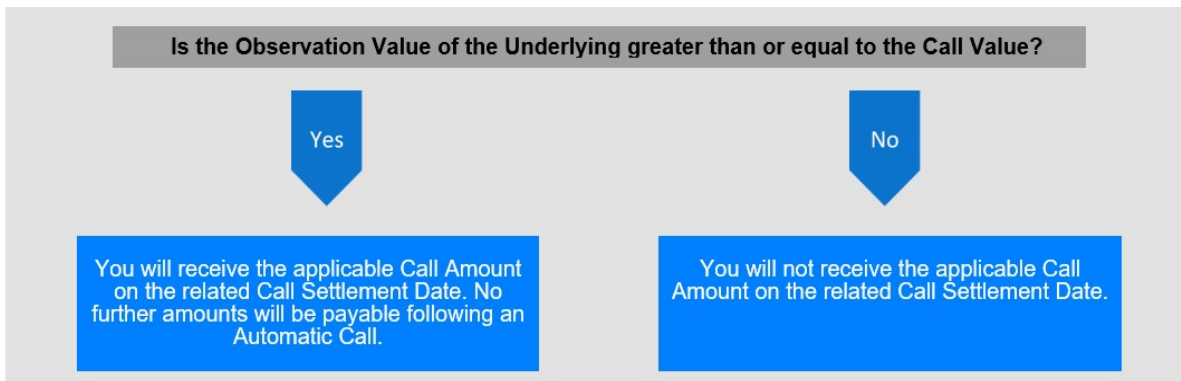 Is the Observation Value of the Underlying greater than or equal to the Call Value?
Yes
No
You will receive the applicable Call Amount
on the related Call Settlement Date. No
further amounts will be payable following an
Automatic Call.
You will not receive the applicable Call
Amount on the related Call Settlement Date.